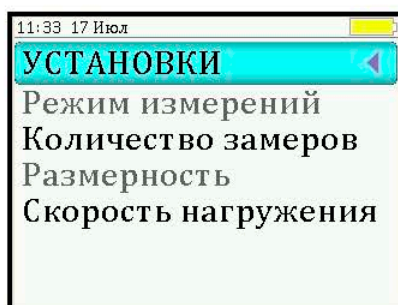 11:33 17 Июл
УСТАНОВКИ
Режим измерений
Количество замеров
Размерность
Скорость нагружения